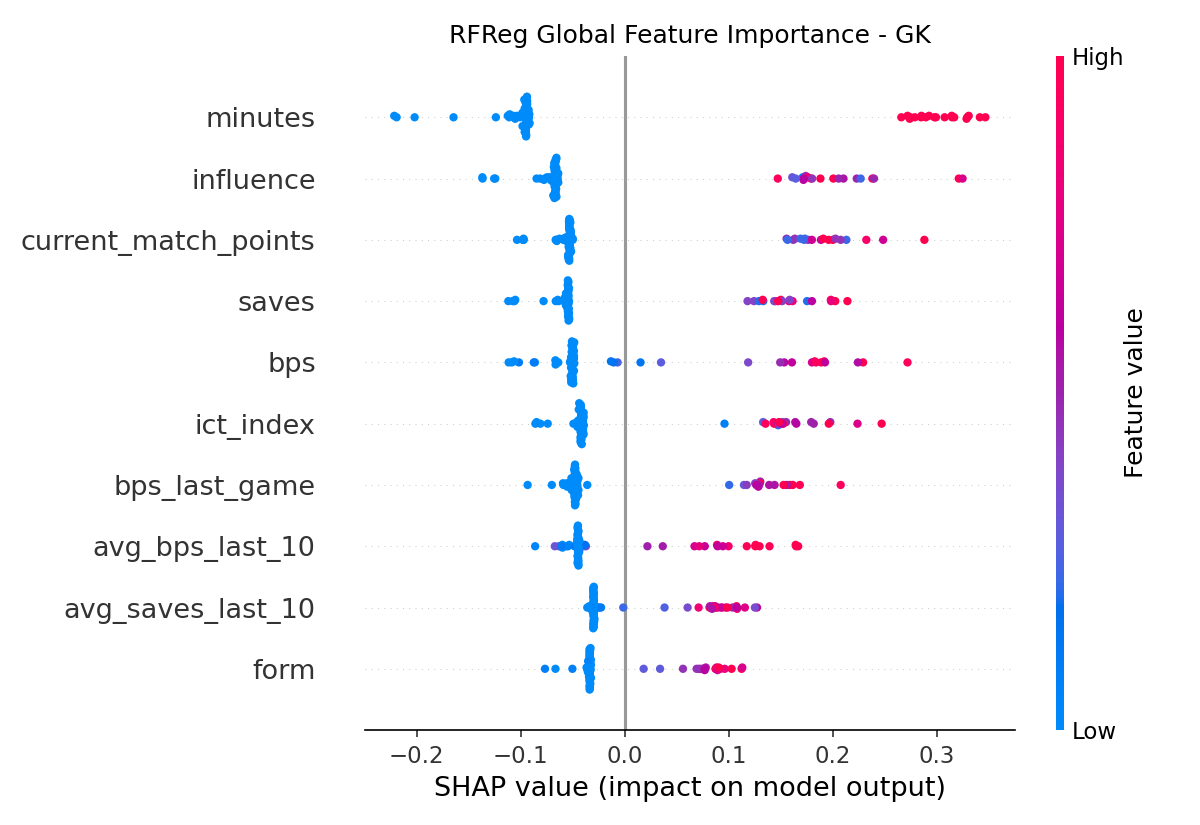 RFReg Global Feature Importance - GK
High
minutes
influence
current_match_points
saves
bps
ict_index
bps_last_game
avg_bps_last_10
avg_saves_last_10
form
Feature value
Low
−0.2 −0.1 0.0 0.1 0.2 0.3
SHAP value (impact on model output)